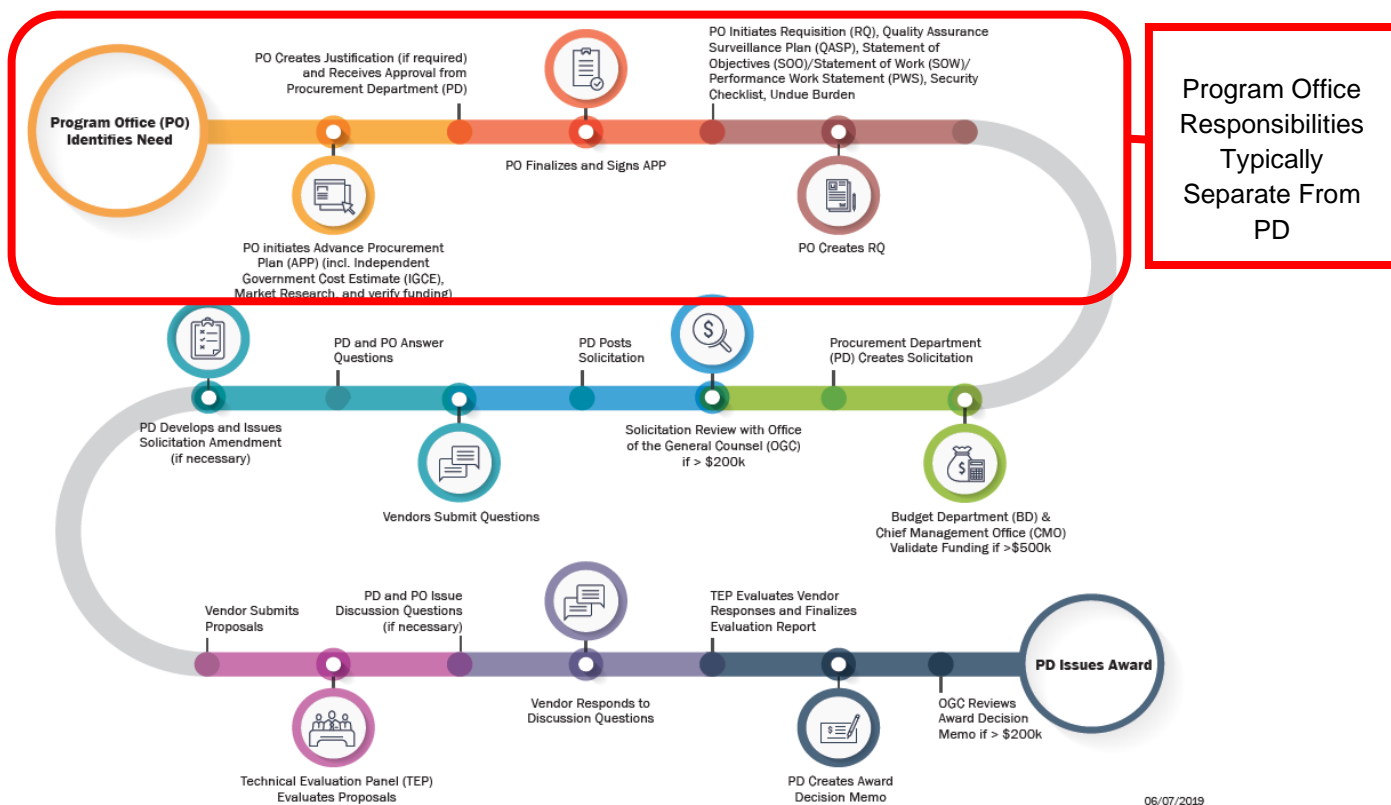 Program Office (PO)
Identifies Need
PO Creates Justification (if required)
and Receives Approval from
Procurement Department (PD)
PO initiates Advance Procurement
Plan (APP) (incl. Independent
Government Cost Estimate (IGCE),
Market Research, and verify funding)
PO Finalizes and Signs APP
PO Initiates Requisition (RQ), Quality Assurance
Surveillance Plan (QASP), Statement of
Objectives (SOO)/Statement of Work (SOW)/
Performance Work Statement (PWS), Security
Checklist, Undue Burden
PO Creates RQ
Program Office
Responsibilities
Typically
Separate From
PD
Budget Department (BD) &
Chief Management Office (CMO)
Validate Funding if >$500k
Procurement Department
(PD) Creates Solicitation
Solicitation Review with Office
of the General Counsel (OGC)
if > $200k
PD Posts
Solicitation
Vendors Submit Questions
PD and PO Answer
Questions
PD Develops and Issues
Solicitation Amendment
(if necessary)
Vendor Submits
Proposals
Technical Evaluation Panel (TEP)
Evaluates Proposals
PD and PO Issue
Discussion Questions
(if necessary)
Vendor Responds to
Discussion Questions
TEP Evaluates Vendor
Responses and Finalizes
Evaluation Report
PD Creates Award
Decision Memo
OGC Reviews
Award Decision
Memo if > $200k
PD Issues Award
06/07/2019